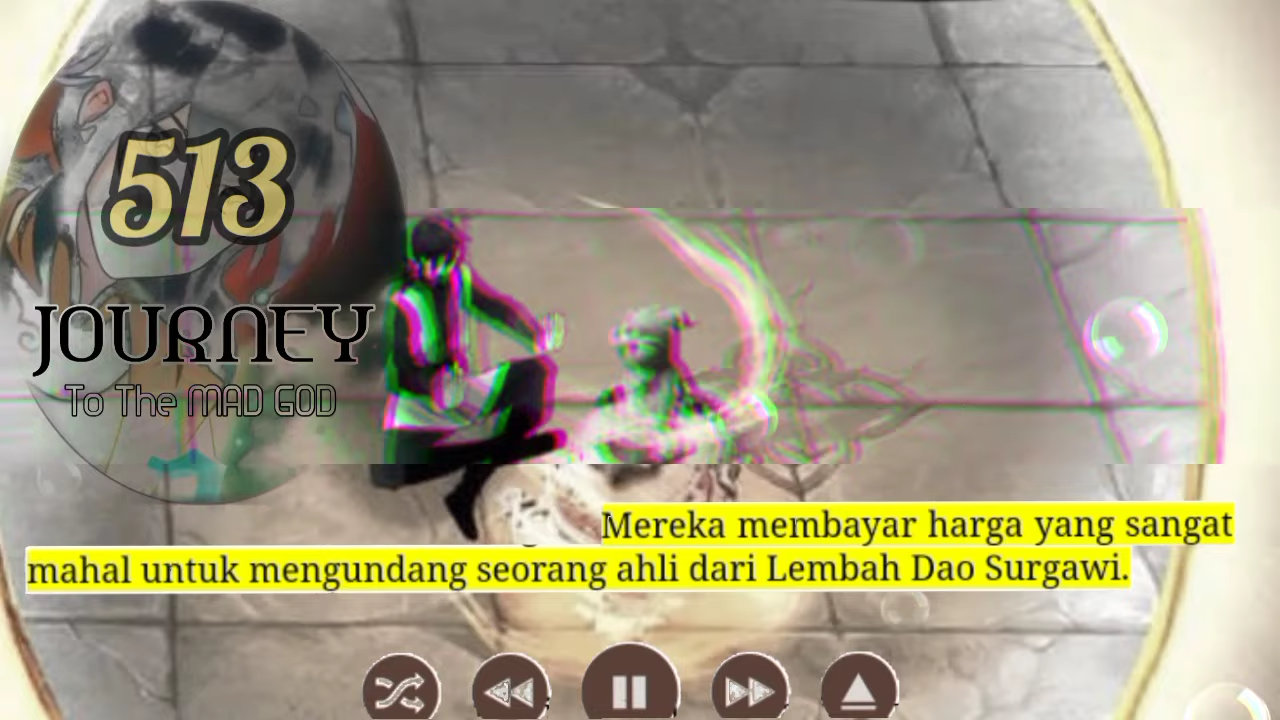 513
JOURNEY
To The MAD GOD
Mereka membayar harga yang sangat
mahal untuk mengundang seorang ahli dari Lembah Dao Surgawi.